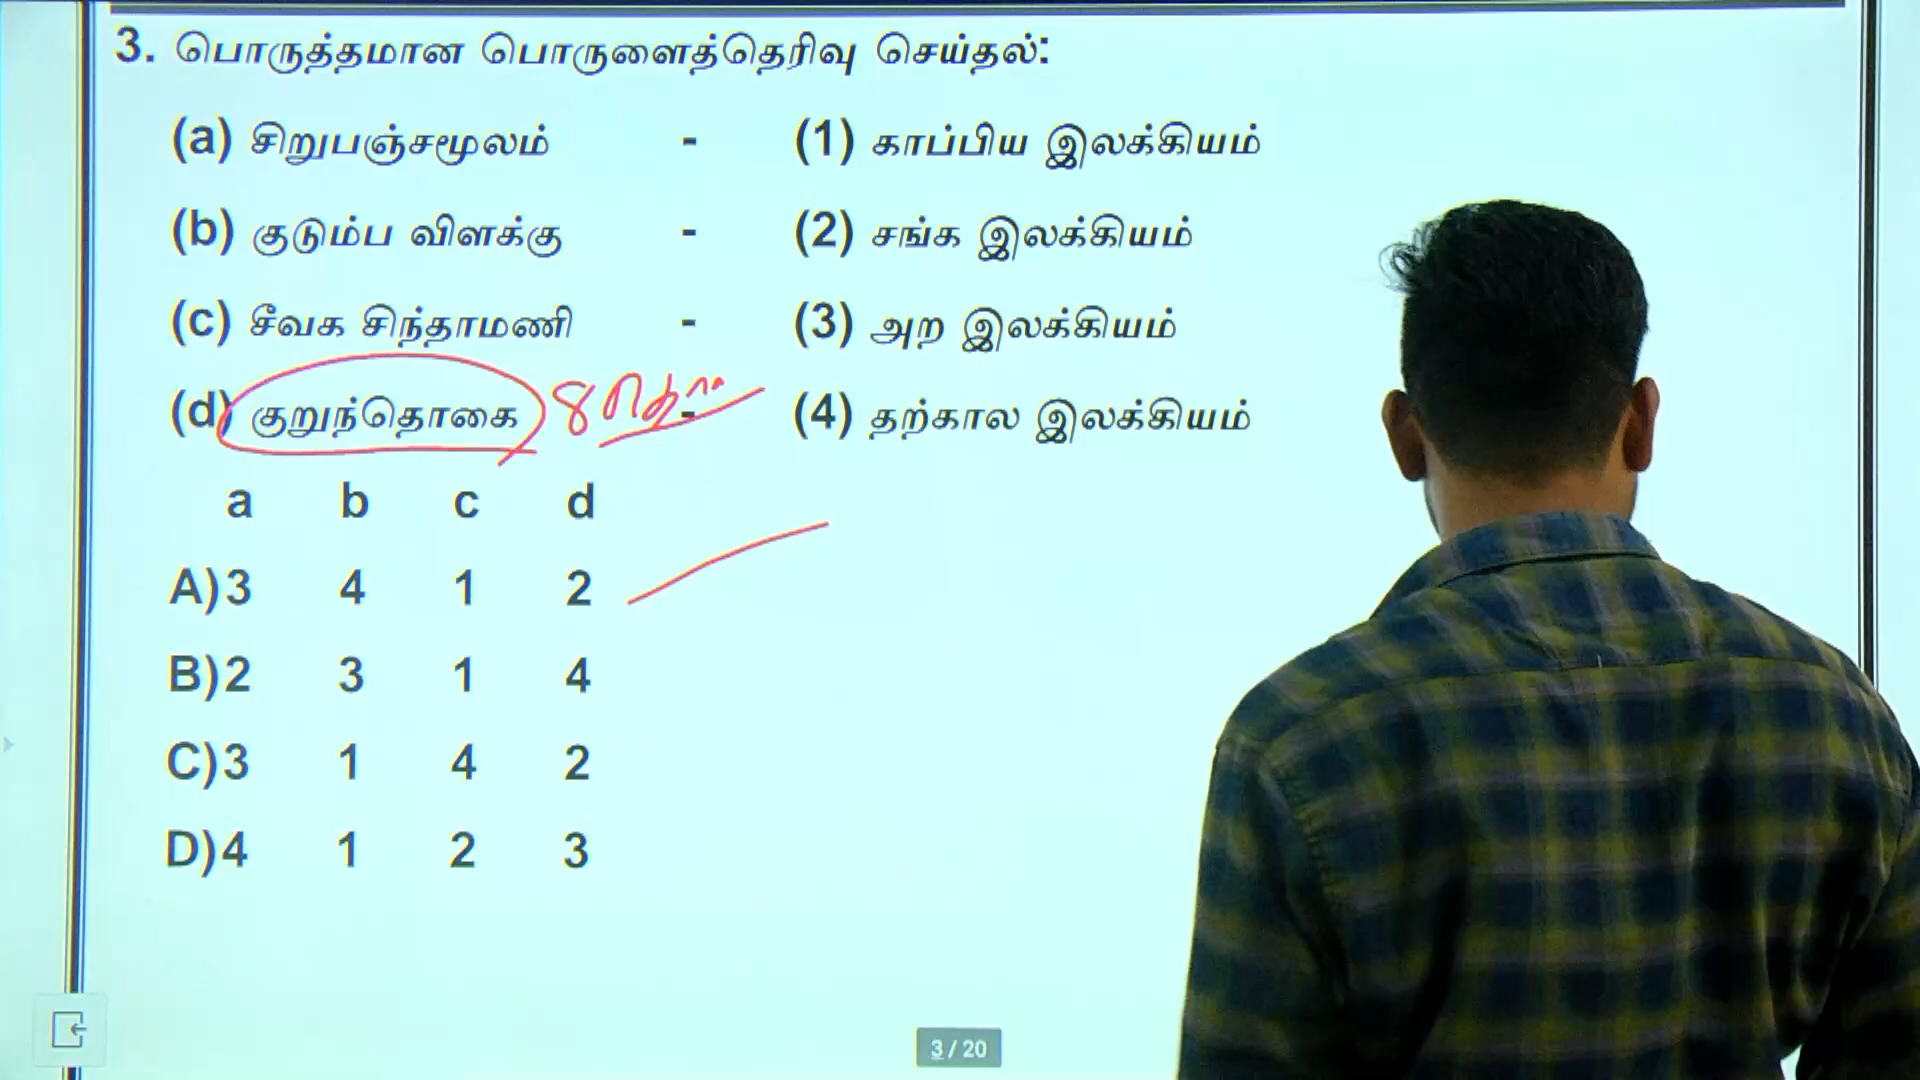 3. பொருத்தமான பொருளைத்தெரிவு செய்தல்:
(a) சிறுபஞ்சமூலம் - (1) காப்பிய இலக்கியம்
(b) குடும்ப விளக்கு - (2) சங்க இலக்கியம்
(c) சீவக சிந்தாமணி - (3) அற இலக்கியம்
(d) குறுந்தொகை - (4) தற்கால இலக்கியம்
a b c d
A) 3 4 1 2
B) 2 3 1 4
C) 3 1 4 2
D) 4 1 2 3
3 / 20